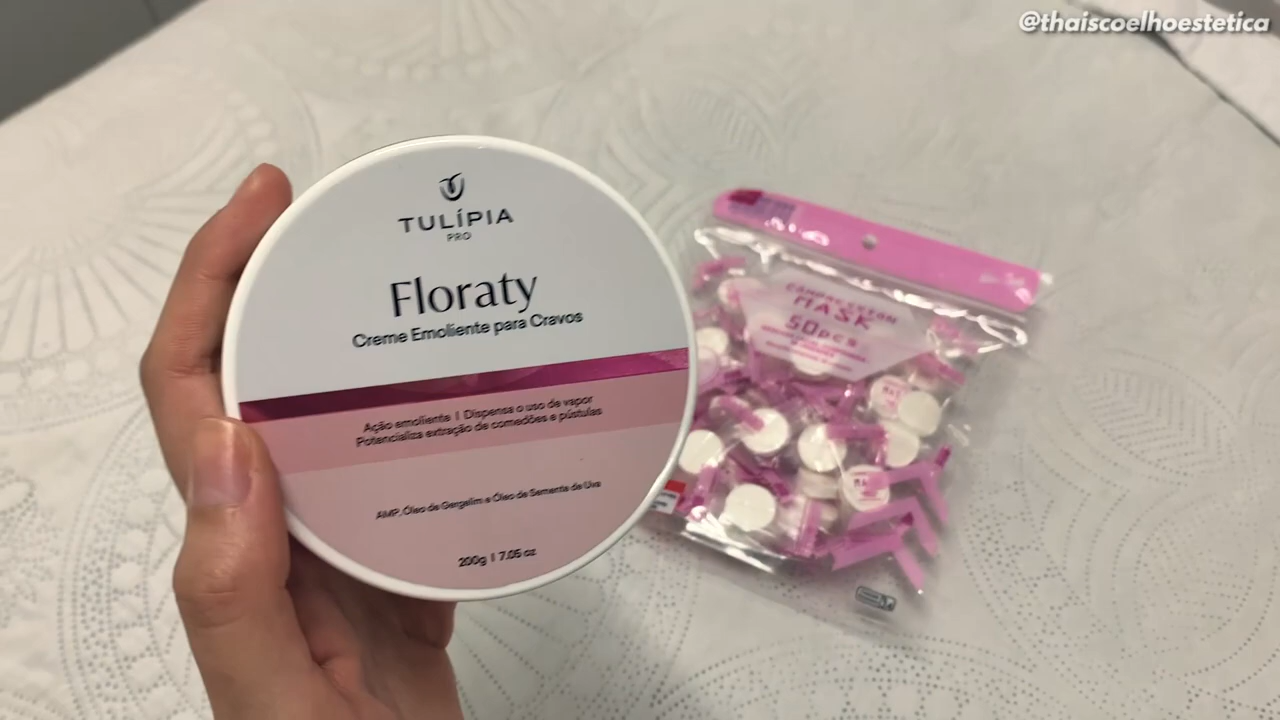 @thaiscoelhoestetica
TULÍPIA
PRO
Floraty
Creme Emoliente para Cravos
Ação emoliente | Dispensa o uso de vapor
Potencializa extração de comedões e pústulas
AMP, Óleo de Gergelim e Óleo de Semente de Uva
200g | 7.05 oz
COMPRESSION
MASK
50pcs